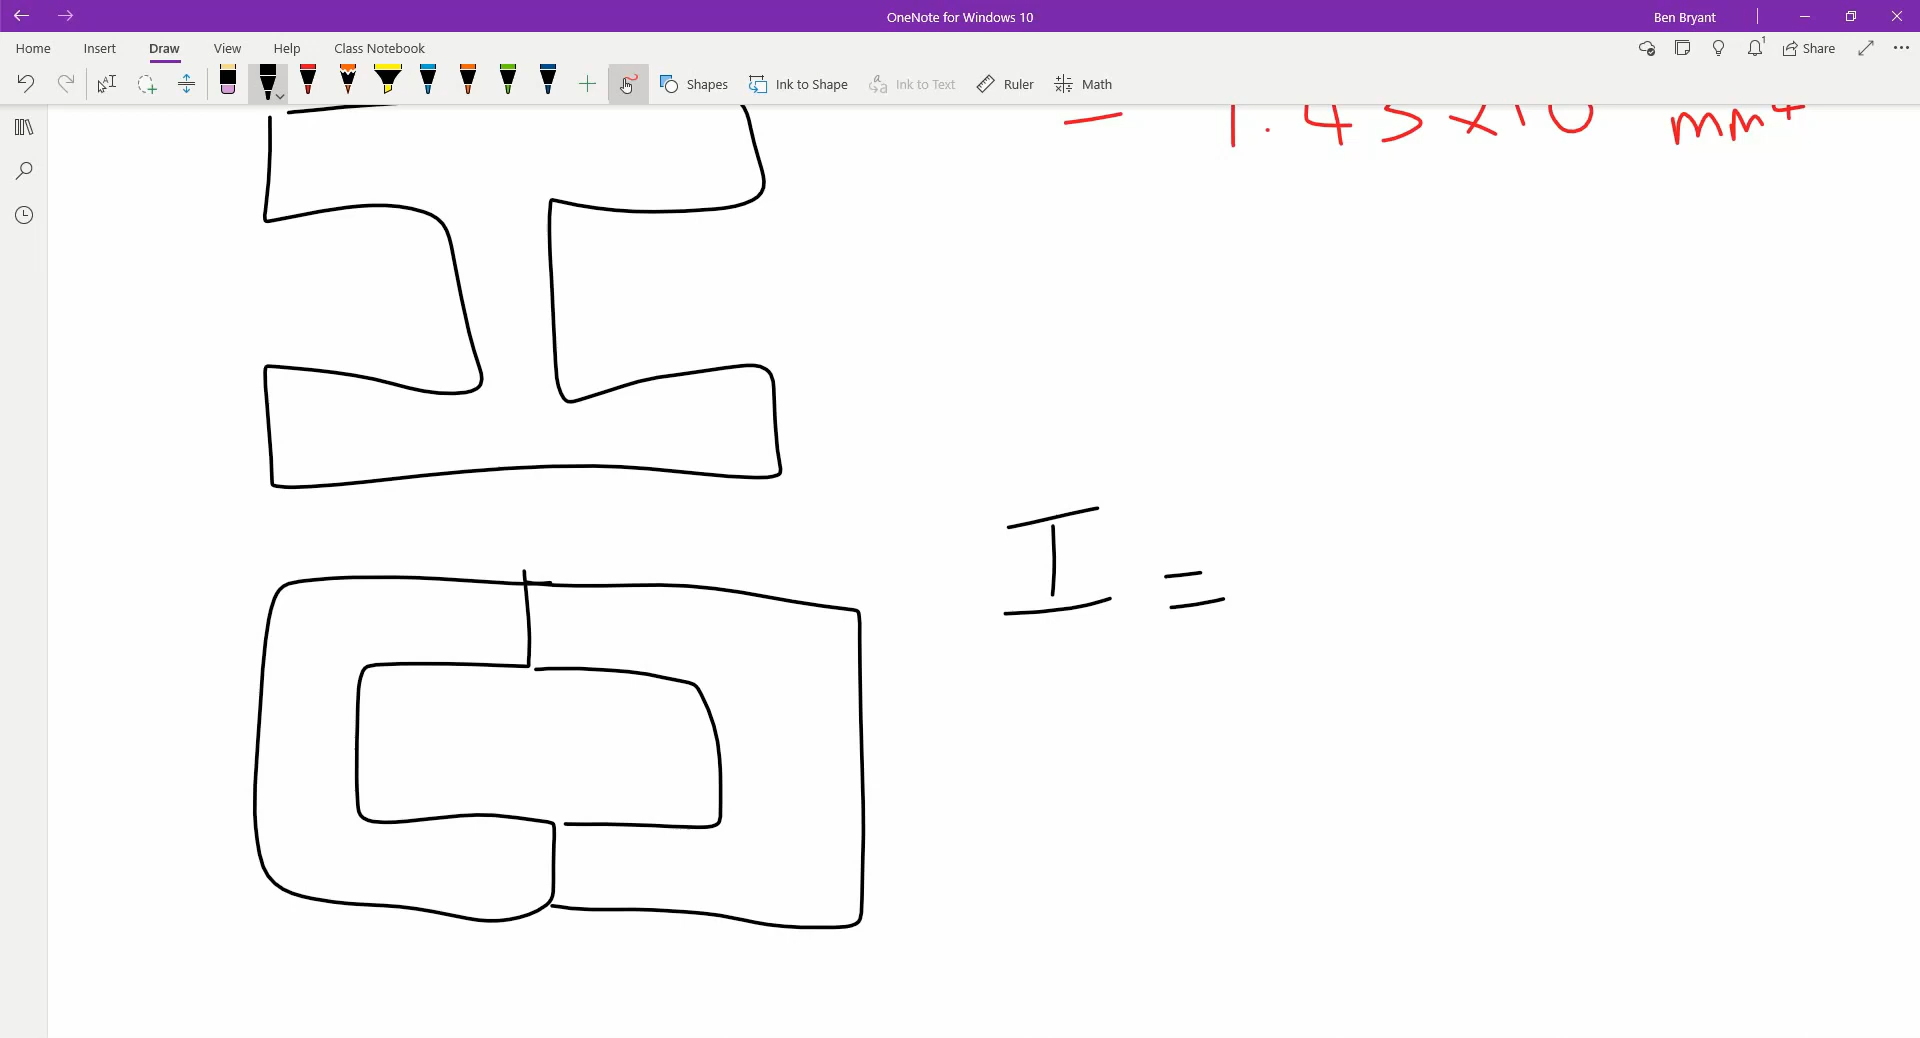 OneNote for Windows 10
Ben Bryant
Home Insert Draw View Help Class Notebook
1
Share
Shapes
Ink to Shape
Ink to Text
Ruler
Math
mm⁴
I =